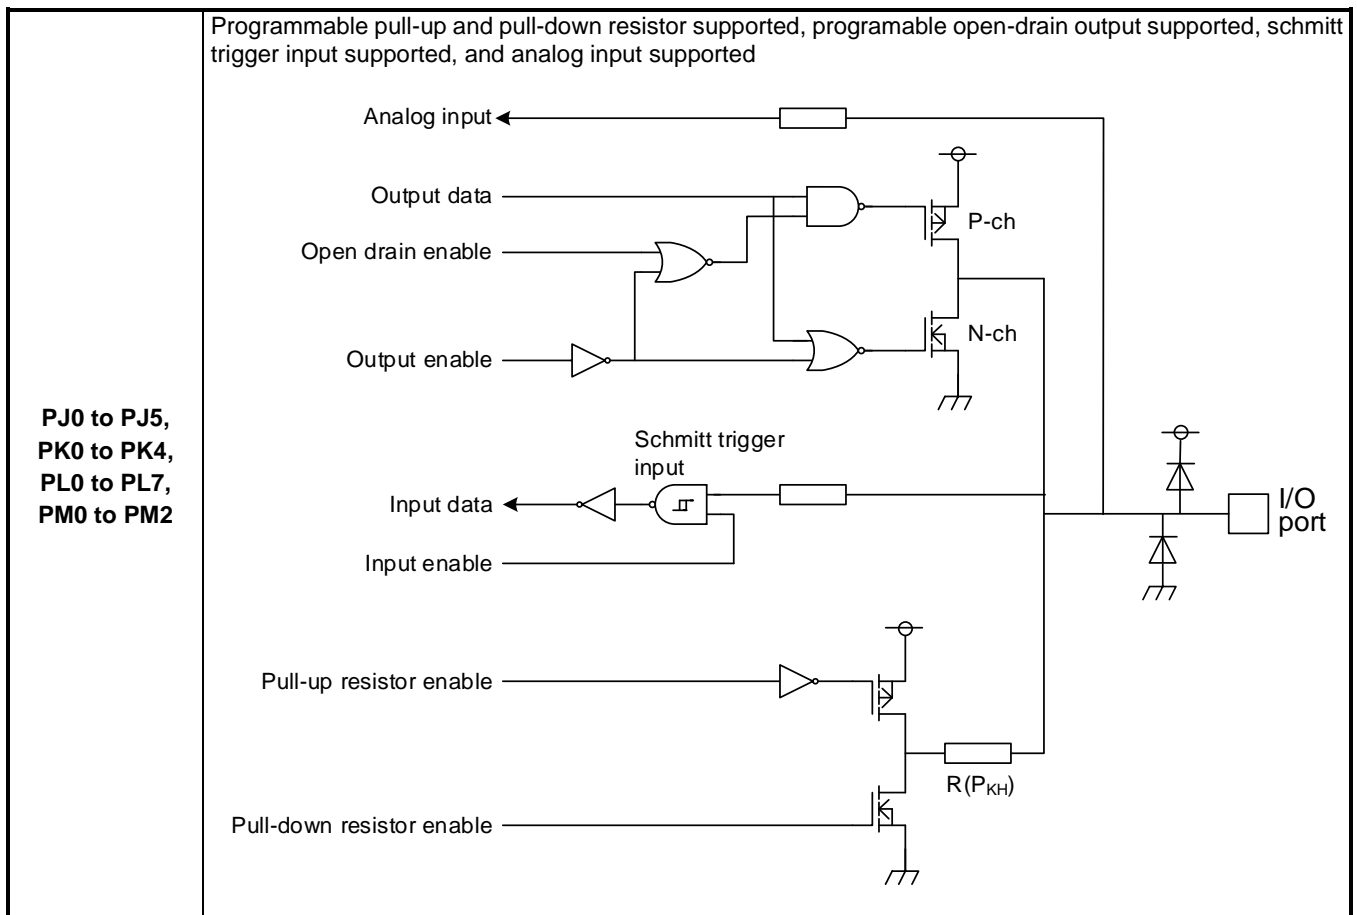 Programmable pull-up and pull-down resistor supported, programable open-drain output supported, schmitt
trigger input supported, and analog input supported
PJ0 to PJ5,
PK0 to PK4,
PL0 to PL7,
PM0 to PM2
Analog input
Output data
P-ch
Open drain enable
N-ch
Output enable
Schmitt trigger
input
Input data
I/O
port
Input enable
Pull-up resistor enable
R(PKH)
Pull-down resistor enable